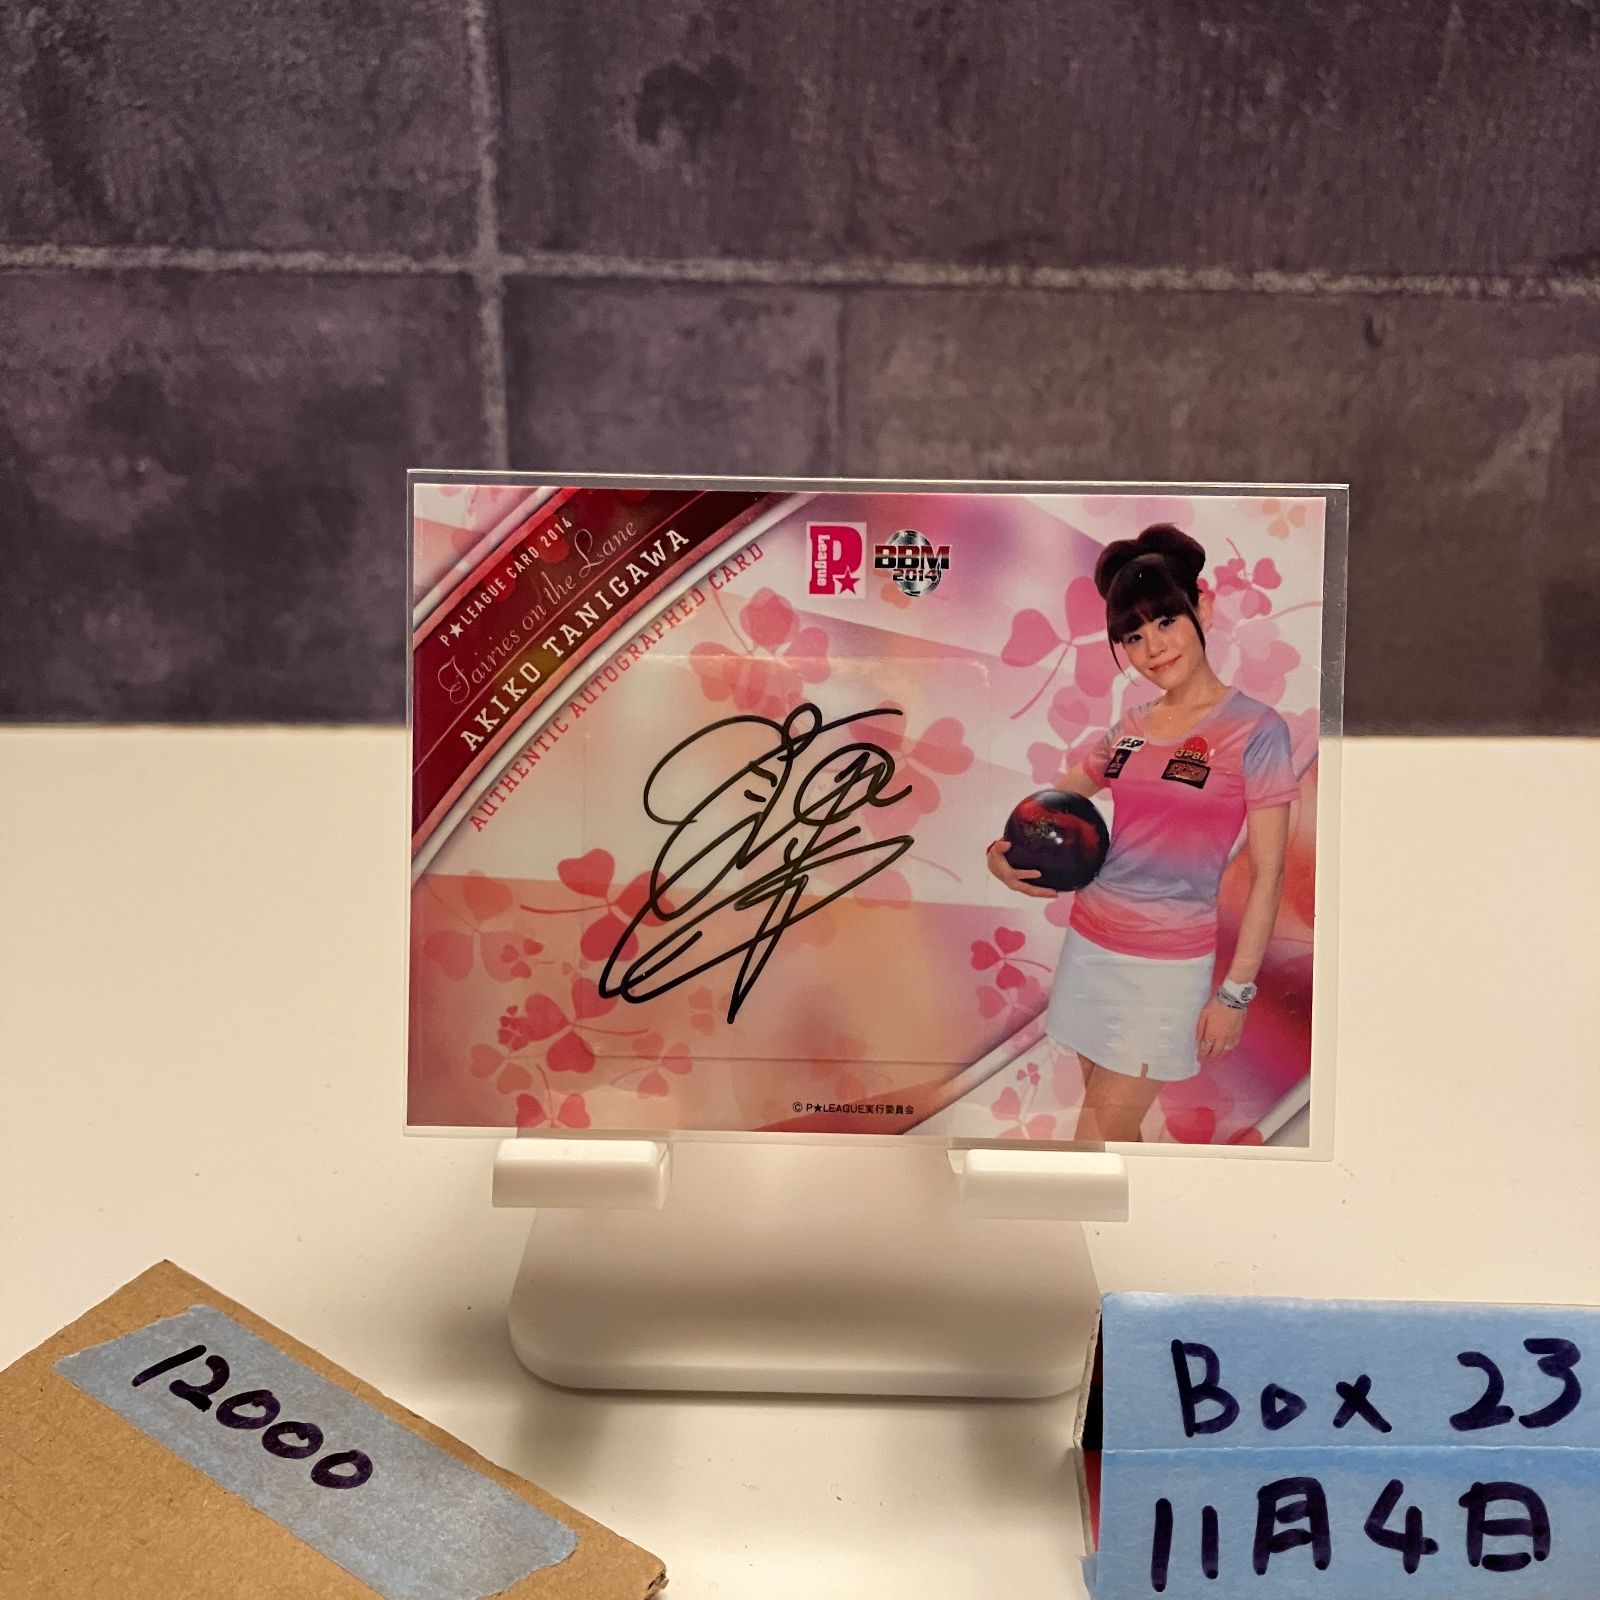 P★LEAGUE CARD 2014
Fairies on the Lane
AKIKO TANIGAWA
AUTHENTIC AUTOGRAPHED CARD
P League
BBM
2014
JPBA
© P★LEAGUE実行委員会
12000
Box 23
11月4日